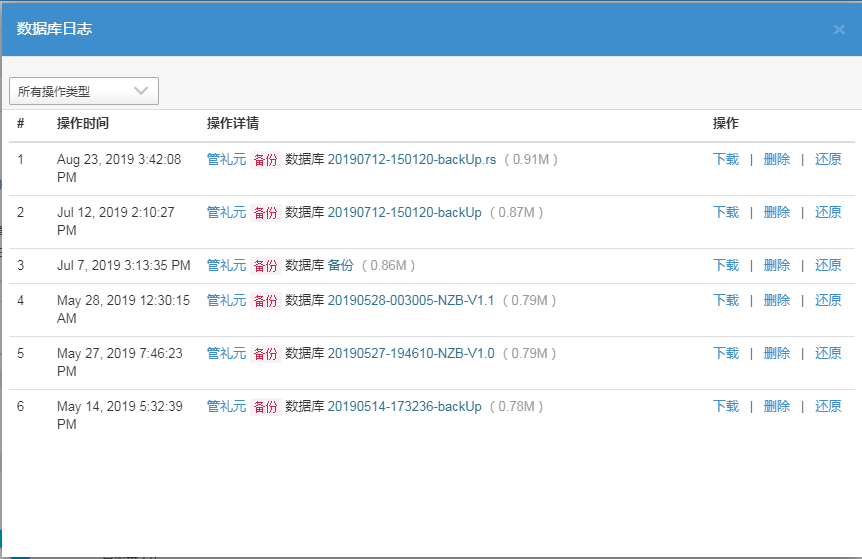 数据库日志
×
所有操作类型
# 操作时间 操作详情 操作
1 Aug 23, 2019 3:42:08 PM 管礼元 备份 数据库 20190712-150120-backUp.rs ( 0.91M ) 下载 | 删除 | 还原
2 Jul 12, 2019 2:10:27 PM 管礼元 备份 数据库 20190712-150120-backUp ( 0.87M ) 下载 | 删除 | 还原
3 Jul 7, 2019 3:13:35 PM 管礼元 备份 数据库 备份 ( 0.86M ) 下载 | 删除 | 还原
4 May 28, 2019 12:30:15 AM 管礼元 备份 数据库 20190528-003005-NZB-V1.1 ( 0.79M ) 下载 | 删除 | 还原
5 May 27, 2019 7:46:23 PM 管礼元 备份 数据库 20190527-194610-NZB-V1.0 ( 0.79M ) 下载 | 删除 | 还原
6 May 14, 2019 5:32:39 PM 管礼元 备份 数据库 20190514-173236-backUp ( 0.78M ) 下载 | 删除 | 还原